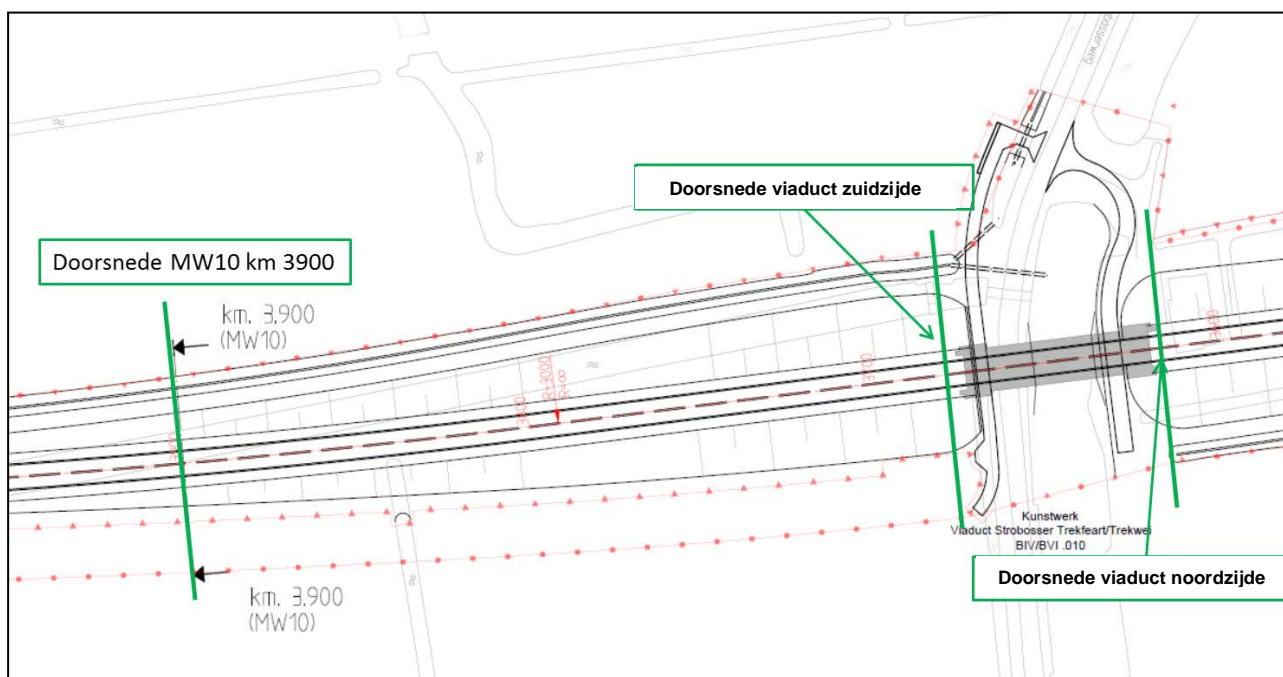 bosserweg
Doorsnede viaduct zuidzijde
Doorsnede MW10 km 3900
km. 3.900
(MW10)
Kunstwerk
Viaduct Strobosser Trekfeart/Trekwei
BIV/BVI .010
Doorsnede viaduct noordzijde
km. 3.900
(MW10)